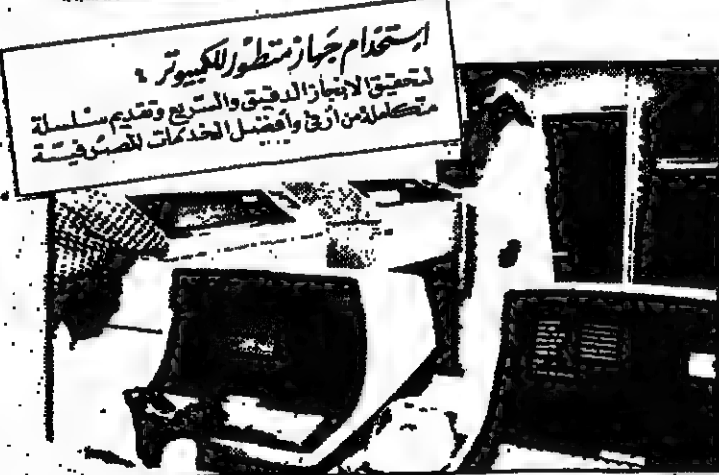 استخدام جهاز متطور للكمبيوتر :
لتحقيق الانجاز الدقيق والسريع وتقديم سلسلة
متكاملة من أرقى وأفضل الخدمات المصرفية